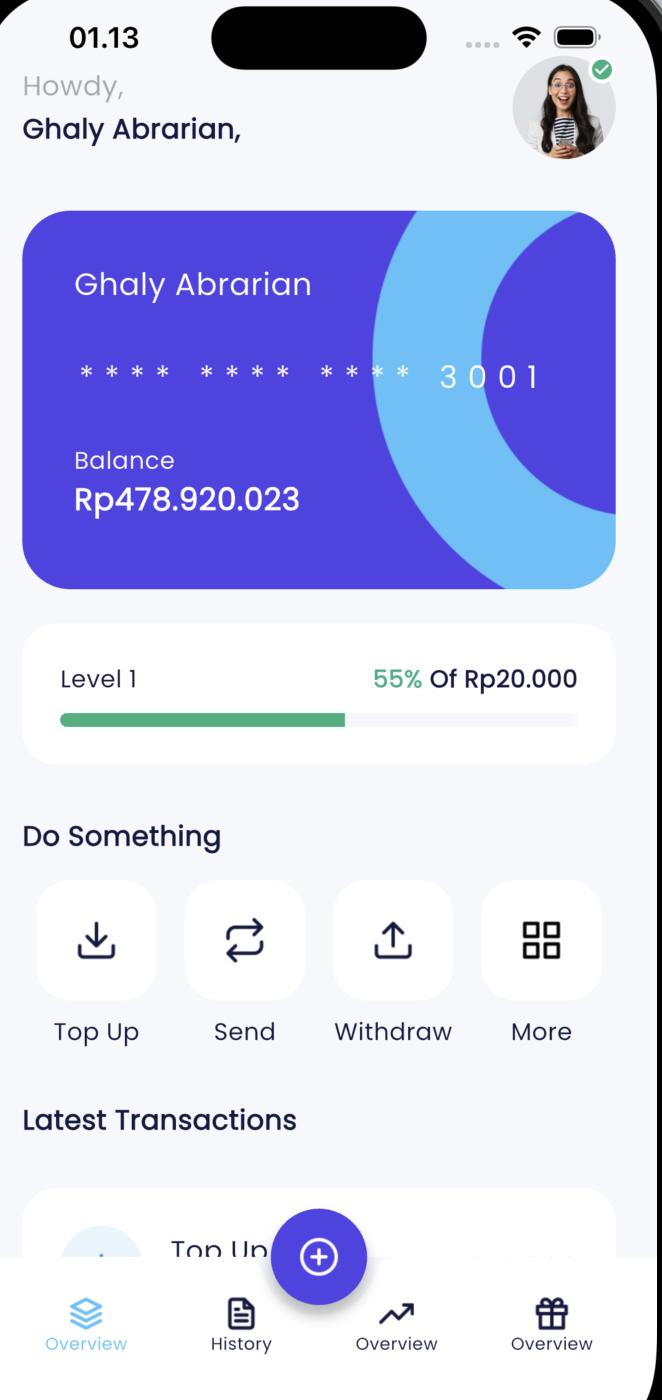 01.13
Howdy,
Ghaly Abrarian,
Ghaly Abrarian
**** **** **** 3001
Balance
Rp478.920.023
Level 1
55% Of Rp20.000
Do Something
Top Up
Send
Withdraw
More
Latest Transactions
Top Up
Overview
History
Overview
Overview